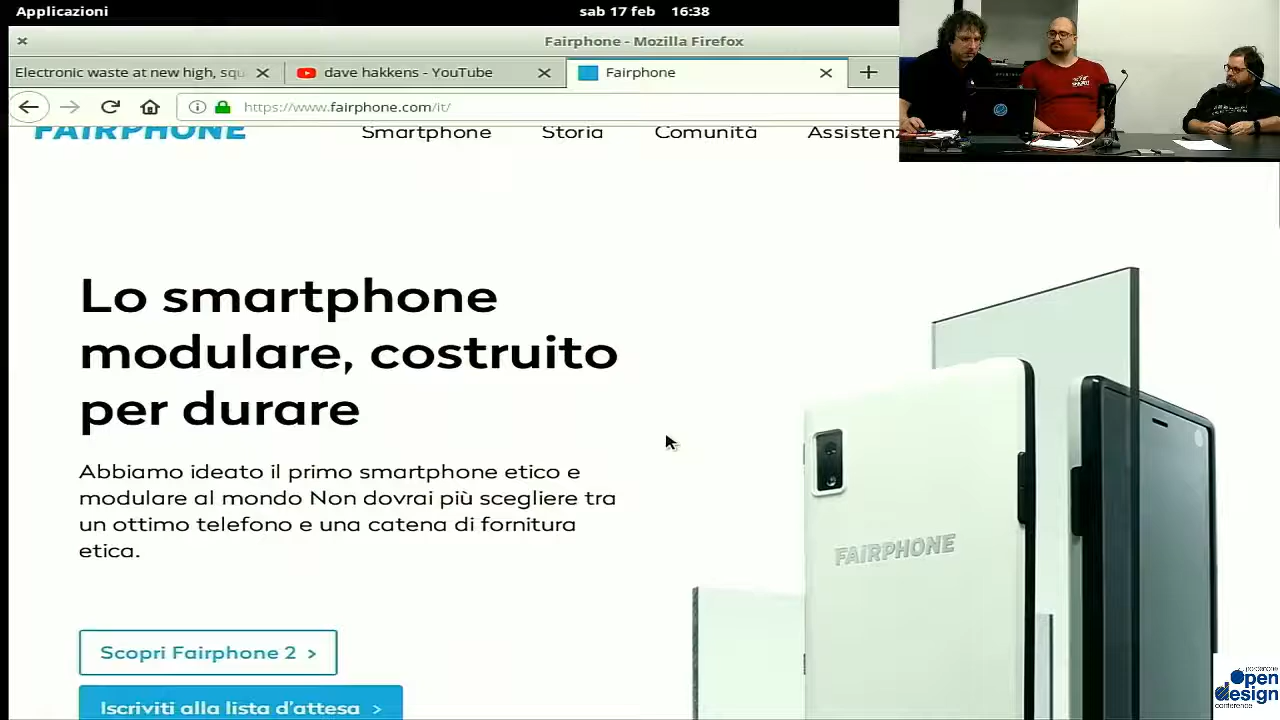 Applicazioni
sab 17 feb 16:38
Fairphone - Mozilla Firefox
Electronic waste at new high, squ
dave hakkens - YouTube
Fairphone
https://www.fairphone.com/it/
FAIRPHONE
Smartphone Storia Comunità Assistenz
Lo smartphone
modulare, costruito
per durare
Abbiamo ideato il primo smartphone etico e
modulare al mondo Non dovrai più scegliere tra
un ottimo telefono e una catena di fornitura
etica.
Scopri Fairphone 2 >
Iscriviti alla lista d'attesa >
FAIRPHONE
open
design
conference